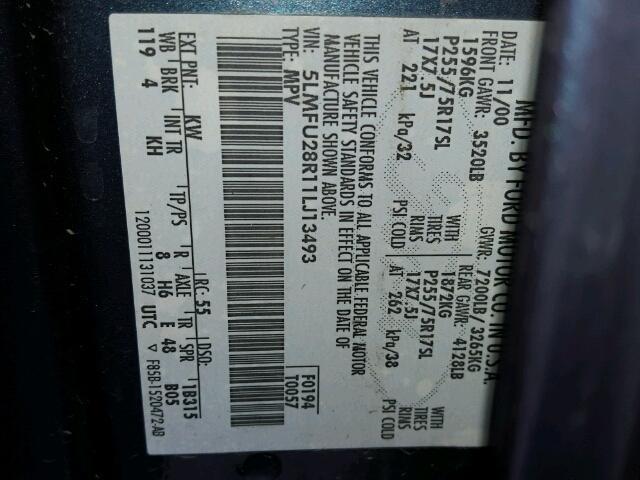 MFD. BY FORD MOTOR CO. IN U.S.A.
DATE: 11/00 GVWR: 7200LB/ 3265KG
FRONT GAWR: 3520LB REAR GAWR: 4128LB
1596KG WITH 1872KG WITH
P255/75R17SL TIRES P255/75R17SL TIRES
17X7.5J RIMS 17X7.5J RIMS
AT 221 kPa/32 PSI COLD AT 262 kPa/38 PSI COLD
THIS VEHICLE CONFORMS TO ALL APPLICABLE FEDERAL MOTOR
VEHICLE SAFETY STANDARDS IN EFFECT ON THE DATE OF
MANUFACTURE SHOWN ABOVE.
VIN: 5LMFU28R11LJ13493 F0194
TYPE: MPV T0057
EXT PNT: KW RC: 55 DSO:
WB BRK INT TR TP/PS R AXLE TR SPR 1B315
119 4 KH 8 H6 E 48 B05
12000111311C37 UTC F85B-1520472-AB